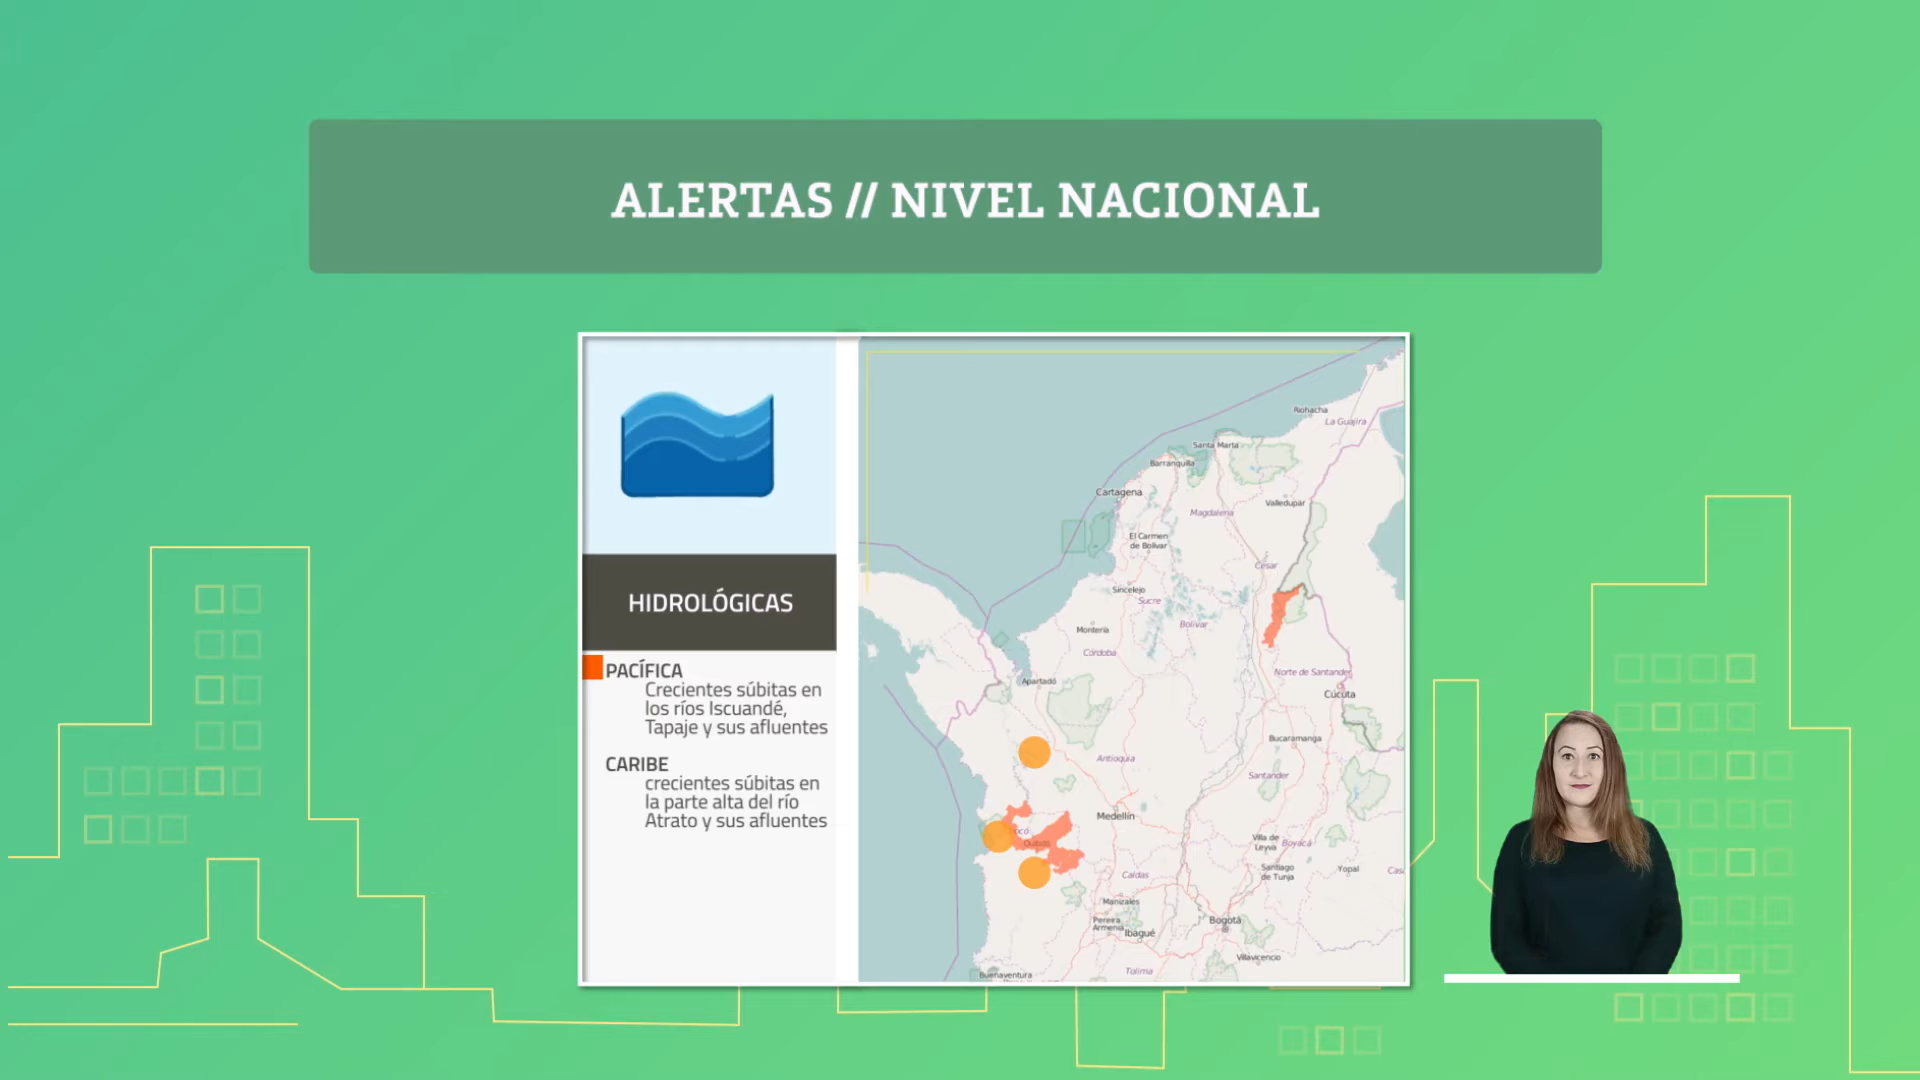 ALERTAS // NIVEL NACIONAL
HIDROLÓGICAS
PACÍFICA
Crecientes súbitas en
los ríos Iscuandé,
Tapaje y sus afluentes
CARIBE
crecientes súbitas en
la parte alta del río
Atrato y sus afluentes
Riohacha
La Guajira
Santa Marta
Barranquilla
Cartagena
Valledupar
Magdalena
El Carmen
de Bolívar
Cesar
Sincelejo
Sucre
Bolívar
Montería
Córdoba
Norte de Santander
Apartadó
Cúcuta
Bucaramanga
Antioquia
Santander
Medellín
Quibdó
Villa de
Leyva
Boyacá
Santiago
de Tunja
Yopal
Caldas
Manizales
Pereira
Armenia
Ibagué
Bogotá
Villavicencio
Tolima
Buenaventura